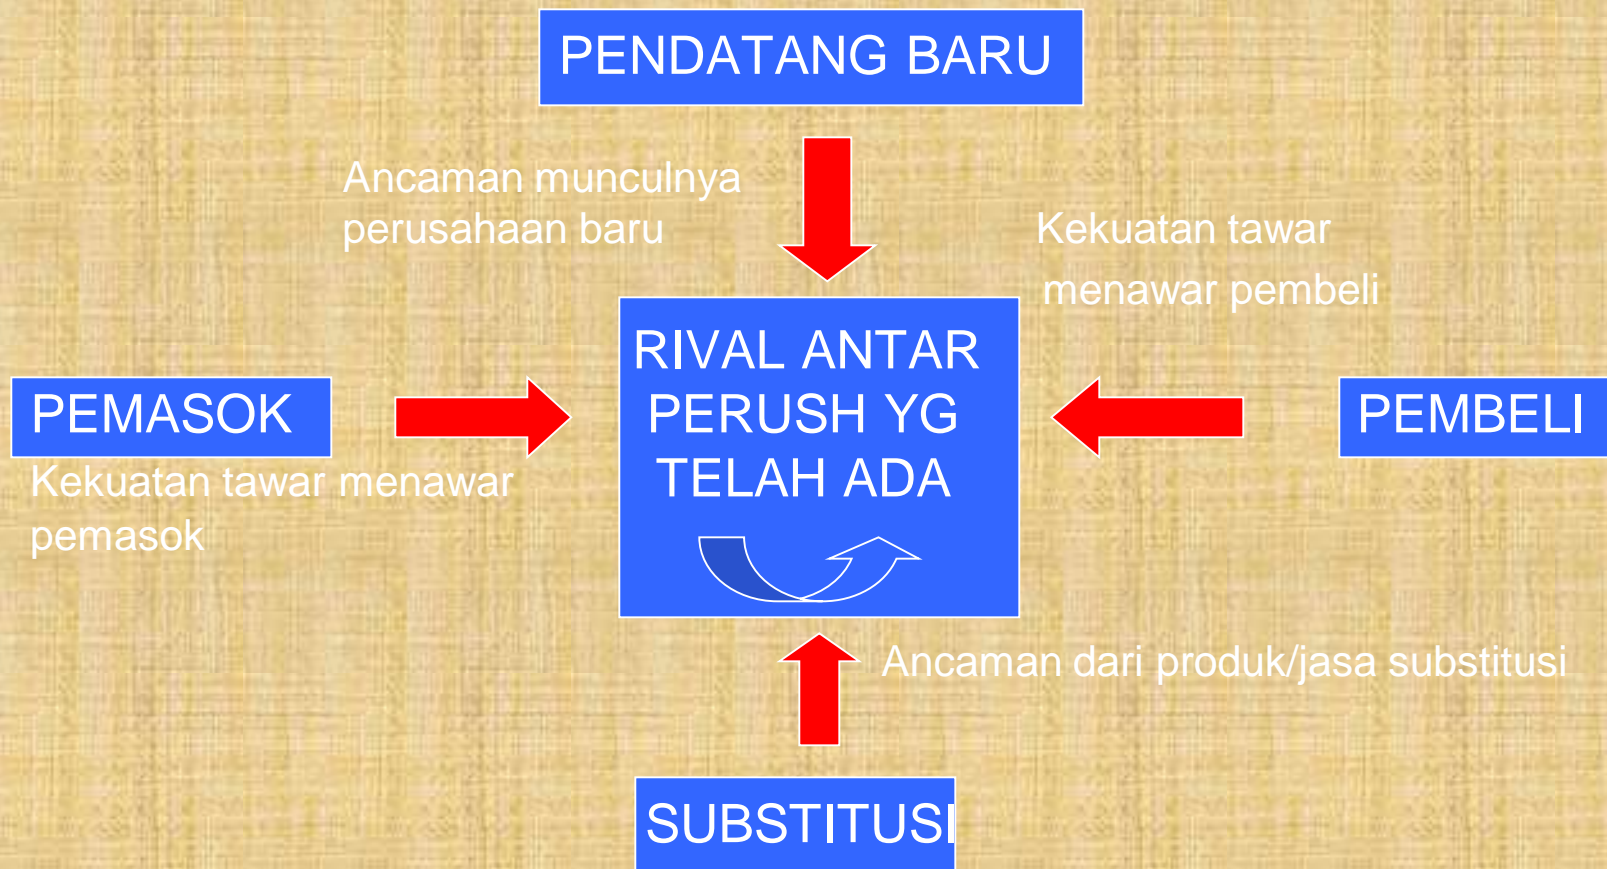 PENDATANG BARU
Ancaman munculnya
perusahaan baru
Kekuatan tawar
menawar pembeli
RIVAL ANTAR
PERUSH YG
TELAH ADA
PEMASOK
Kekuatan tawar menawar
pemasok
PEMBELI
Ancaman dari produk/jasa substitusi
SUBSTITUSI